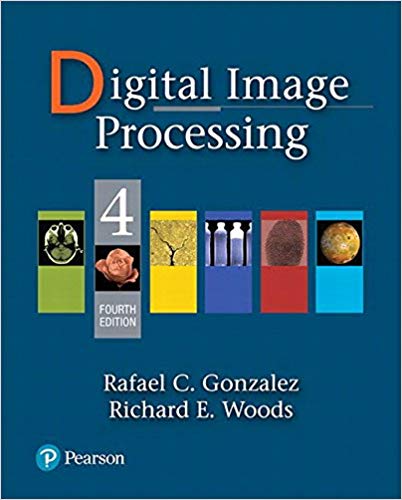 Digital Image
Processing
4
FOURTH
EDITION
Rafael C. Gonzalez
Richard E. Woods
Pearson